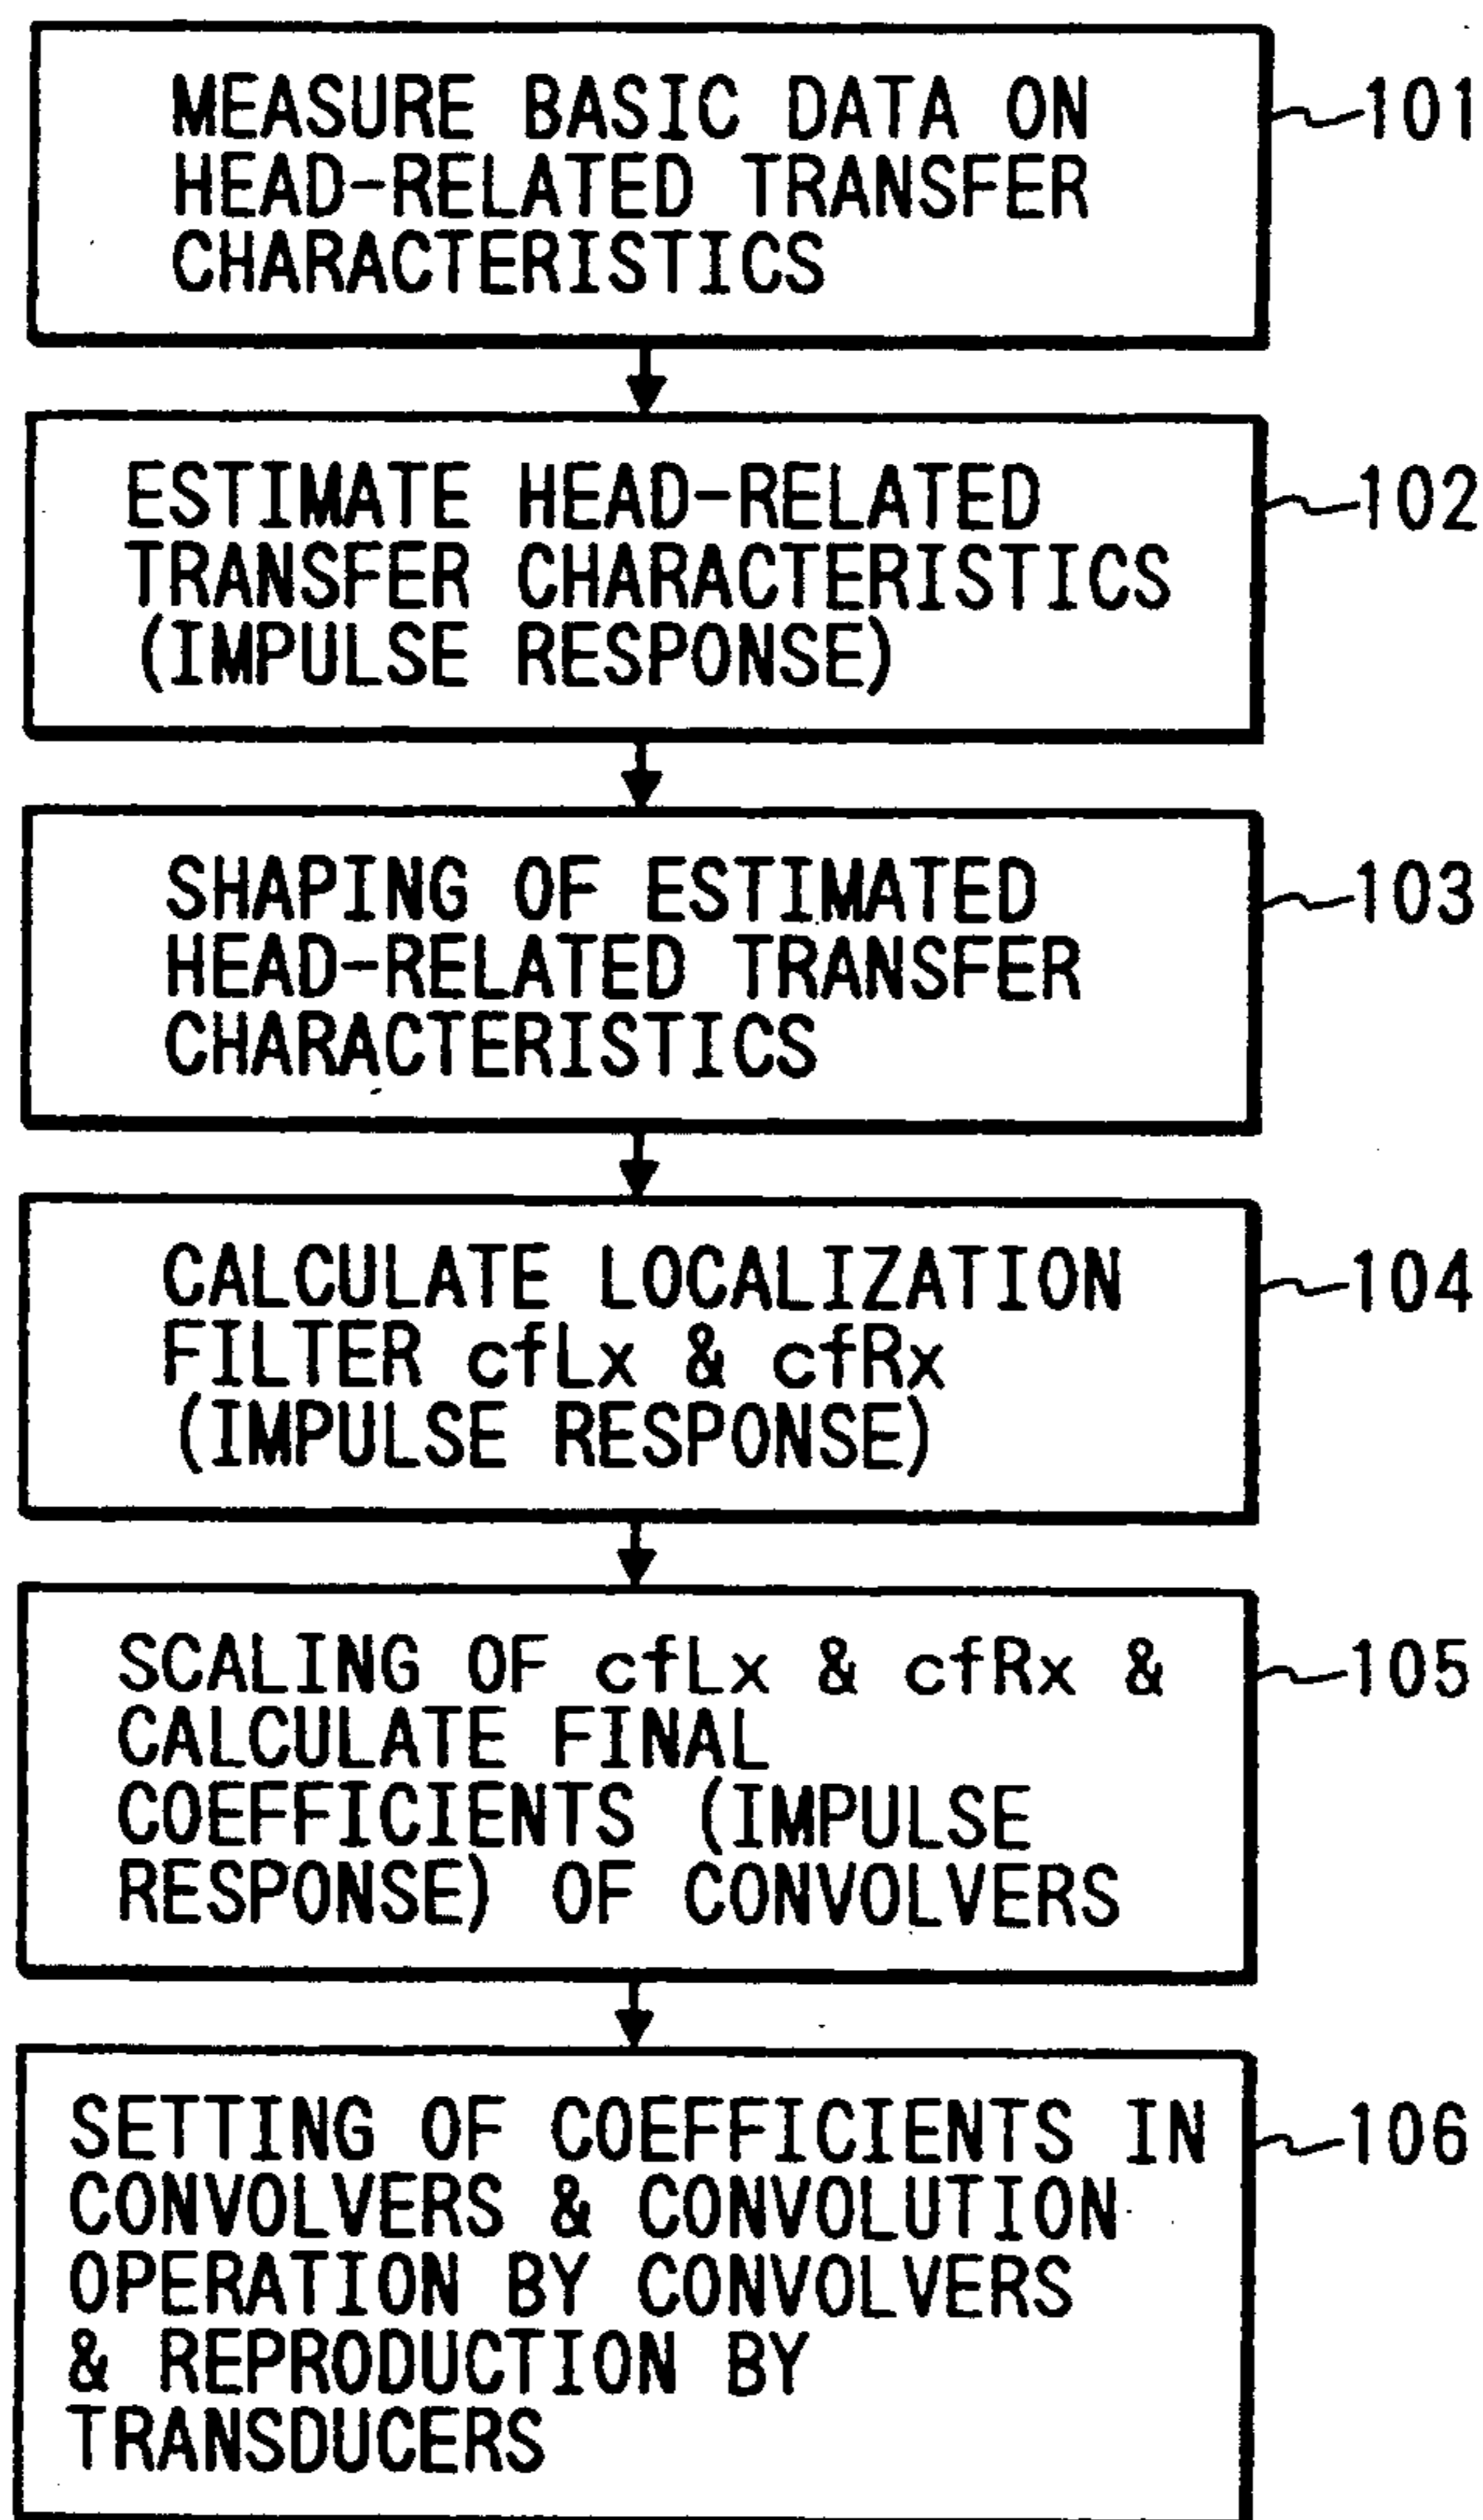 MEASURE BASIC DATA ON
HEAD-RELATED TRANSFER
CHARACTERISTICS
101
ESTIMATE HEAD-RELATED
TRANSFER CHARACTERISTICS
(IMPULSE RESPONSE)
102
SHAPING OF ESTIMATED
HEAD-RELATED TRANSFER
CHARACTERISTICS
103
CALCULATE LOCALIZATION
FILTER cfLx & cfRx
(IMPULSE RESPONSE)
104
SCALING OF cfLx & cfRx &
CALCULATE FINAL
COEFFICIENTS (IMPULSE
RESPONSE) OF CONVOLVERS
105
SETTING OF COEFFICIENTS IN
CONVOLVERS & CONVOLUTION
OPERATION BY CONVOLVERS
& REPRODUCTION BY
TRANSDUCERS
106